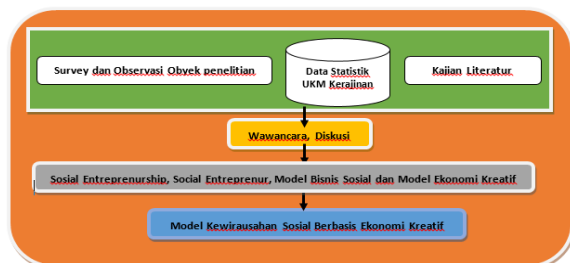 Survey dan Observasi Obyek penelitian
Data Statistik
UKM Kerajinan
Kajian Literatur
Wawancara, Diskusi
Sosial Entreprenurship, Social Entreprenur, Model Bisnis Sosial dan Model Ekonomi Kreatif
Model Kewirausahan Sosial Berbasis Ekonomi Kreatif